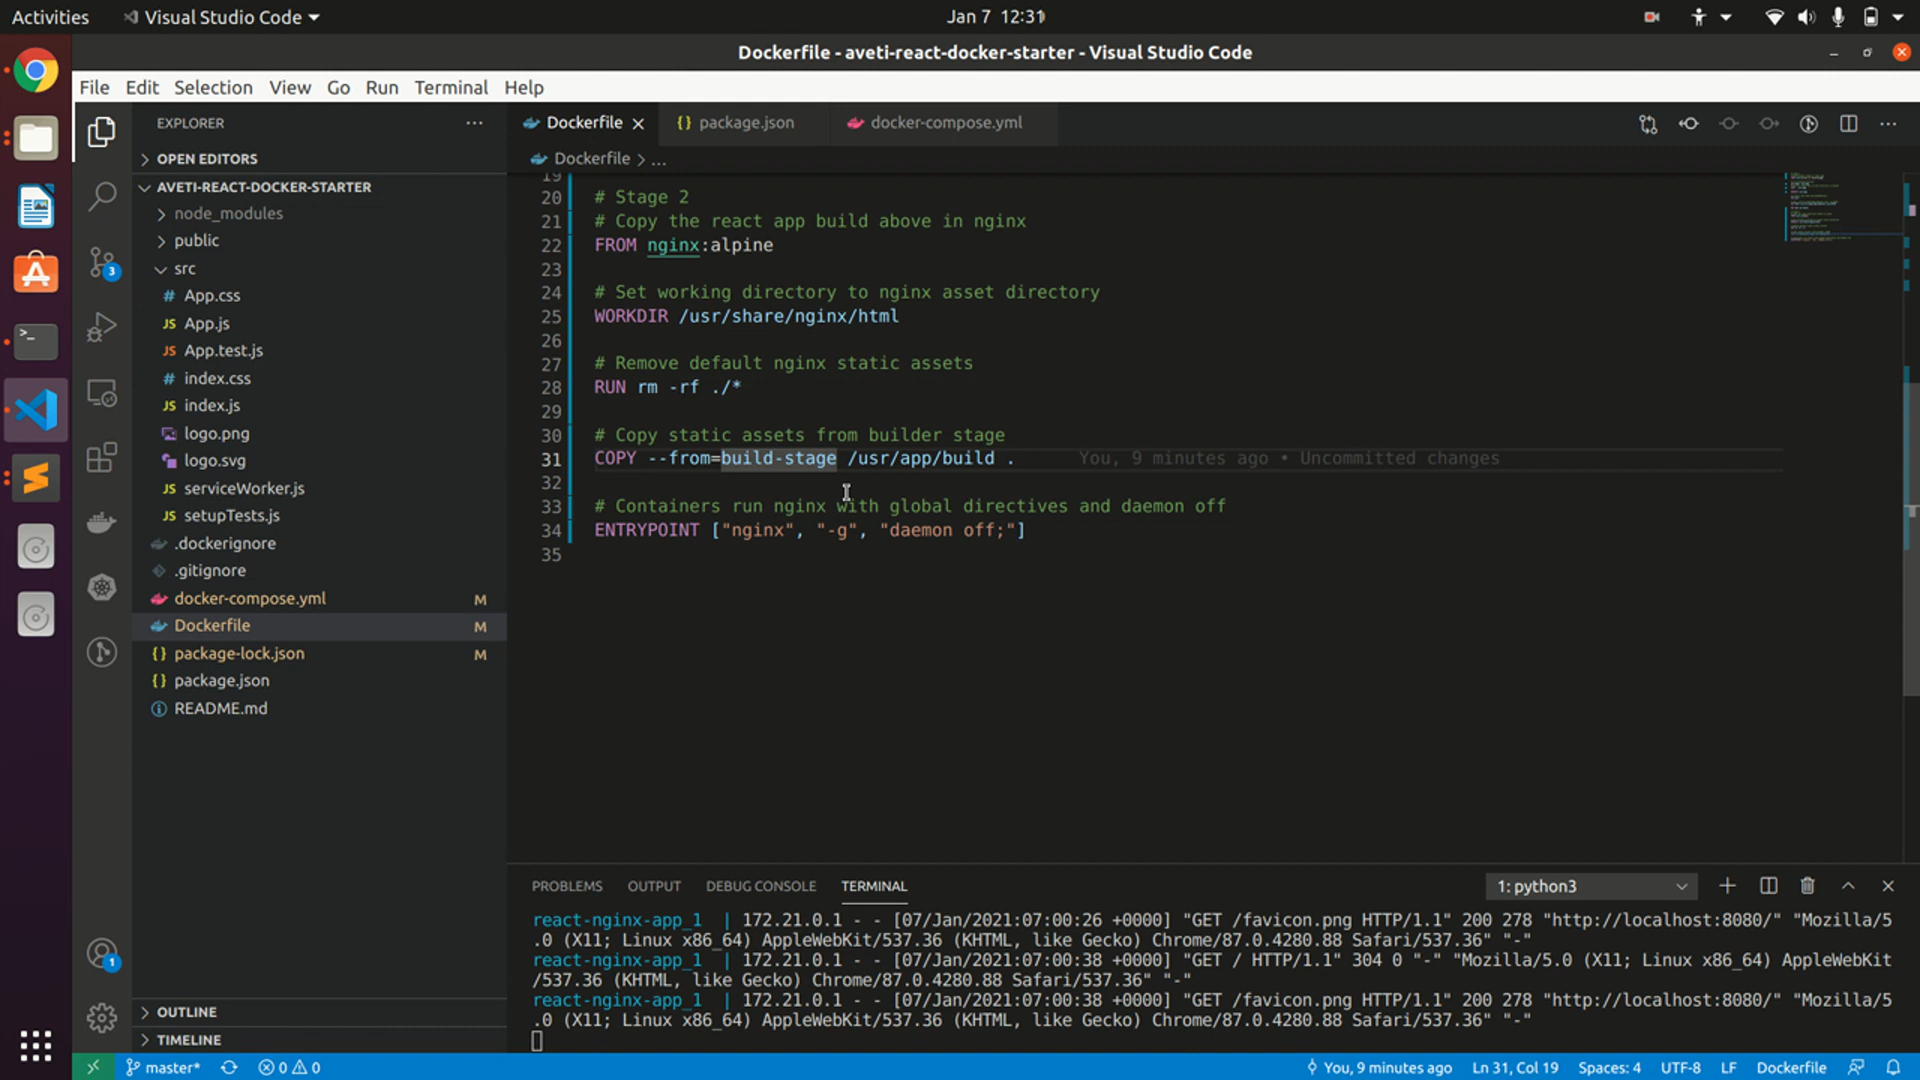 Activities
Visual Studio Code
Jan 7 12:31
Dockerfile - aveti-react-docker-starter - Visual Studio Code
File Edit Selection View Go Run Terminal Help
EXPLORER
Dockerfile
package.json
docker-compose.yml
OPEN EDITORS
Dockerfile > ...
AVETI-REACT-DOCKER-STARTER
node_modules
public
src
# App.css
JS App.js
JS App.test.js
# index.css
JS index.js
logo.png
logo.svg
JS serviceWorker.js
JS setupTests.js
.dockerignore
.gitignore
docker-compose.yml M
Dockerfile M
{} package-lock.json M
{} package.json
README.md
OUTLINE
TIMELINE
3
1
19
20 # Stage 2
21 # Copy the react app build above in nginx
22 FROM nginx:alpine
23
24 # Set working directory to nginx asset directory
25 WORKDIR /usr/share/nginx/html
26
27 # Remove default nginx static assets
28 RUN rm -rf ./*
29
30 # Copy static assets from builder stage
31 COPY --from=build-stage /usr/app/build . You, 9 minutes ago • Uncommitted changes
32
33 # Containers run nginx with global directives and daemon off
34 ENTRYPOINT ["nginx", "-g", "daemon off;"]
35
PROBLEMS OUTPUT DEBUG CONSOLE TERMINAL
1: python3
react-nginx-app_1 | 172.21.0.1 - - [07/Jan/2021:07:00:26 +0000] "GET /favicon.png HTTP/1.1" 200 278 "http://localhost:8080/" "Mozilla/5
.0 (X11; Linux x86_64) AppleWebKit/537.36 (KHTML, like Gecko) Chrome/87.0.4280.88 Safari/537.36" "-"
react-nginx-app_1 | 172.21.0.1 - - [07/Jan/2021:07:00:38 +0000] "GET / HTTP/1.1" 304 0 "-" "Mozilla/5.0 (X11; Linux x86_64) AppleWebKit
/537.36 (KHTML, like Gecko) Chrome/87.0.4280.88 Safari/537.36" "-"
react-nginx-app_1 | 172.21.0.1 - - [07/Jan/2021:07:00:38 +0000] "GET /favicon.png HTTP/1.1" 200 278 "http://localhost:8080/" "Mozilla/5
.0 (X11; Linux x86_64) AppleWebKit/537.36 (KHTML, like Gecko) Chrome/87.0.4280.88 Safari/537.36" "-"
master* 0 0
You, 9 minutes ago Ln 31, Col 19 Spaces: 4 UTF-8 LF Dockerfile